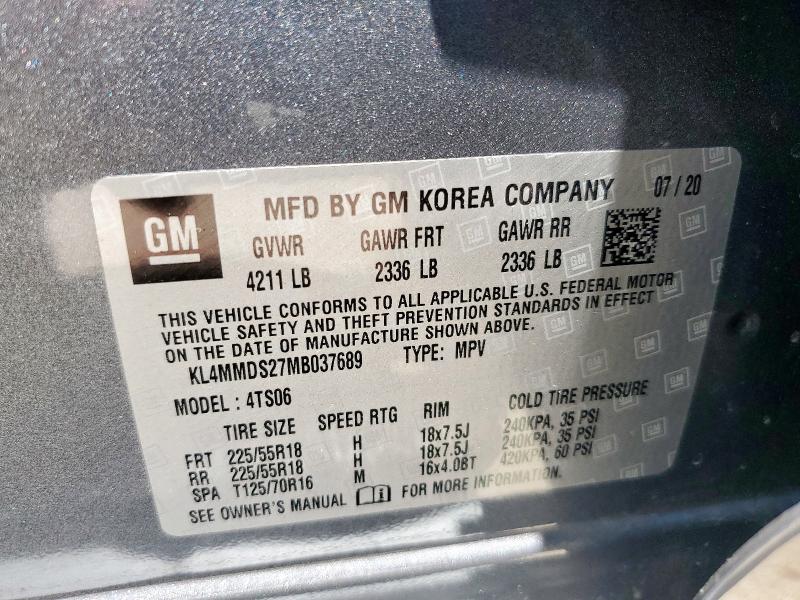 GM
MFD BY GM KOREA COMPANY 07/20
GVWR GAWR FRT GAWR RR
4211 LB 2336 LB 2336 LB
THIS VEHICLE CONFORMS TO ALL APPLICABLE U.S. FEDERAL MOTOR
VEHICLE SAFETY AND THEFT PREVENTION STANDARDS IN EFFECT
ON THE DATE OF MANUFACTURE SHOWN ABOVE.
KL4MMDS27MB037689 TYPE: MPV
MODEL : 4TS06
TIRE SIZE SPEED RTG RIM COLD TIRE PRESSURE
FRT 225/55R18 H 18x7.5J 240KPA, 35 PSI
RR 225/55R18 H 18x7.5J 240KPA, 35 PSI
SPA T125/70R16 M 16x4.0BT 420KPA, 60 PSI
SEE OWNER'S MANUAL i FOR MORE INFORMATION.